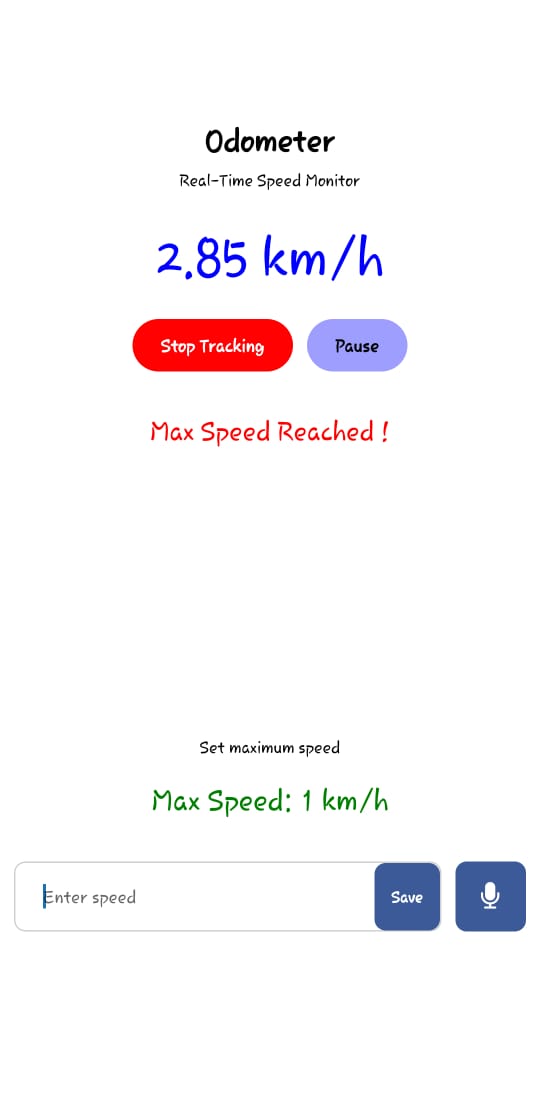 Odometer
Real-Time Speed Monitor
2.85 km/h
Stop Tracking Pause
Max Speed Reached !
Set maximum speed
Max Speed: 1 km/h
Enter speed Save